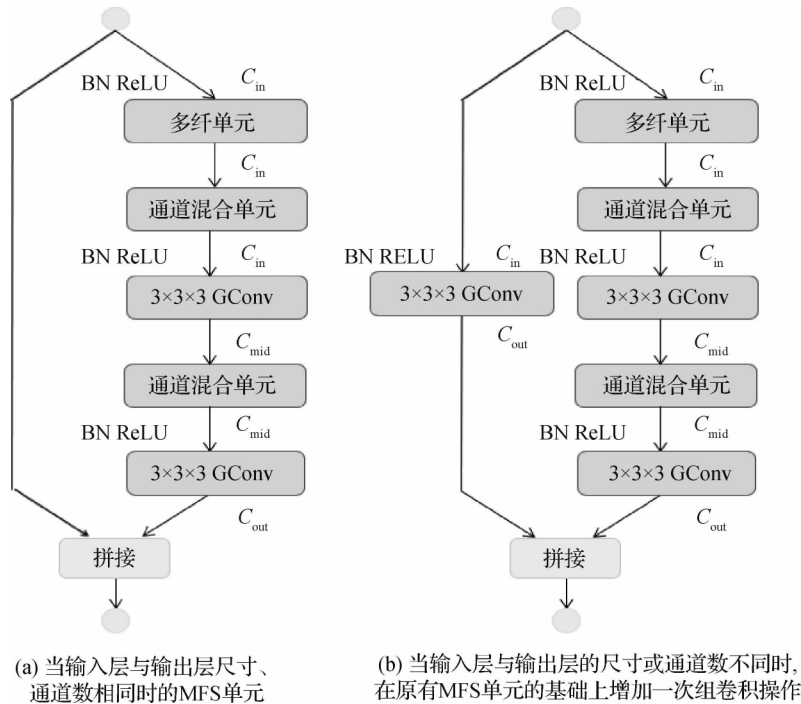 BN ReLU
C_in
多纤单元
C_in
通道混合单元
BN ReLU
C_in
3×3×3 GConv
C_mid
通道混合单元
BN ReLU
C_mid
3×3×3 GConv
C_out
拼接
(a) 当输入层与输出层尺寸、
通道数相同时的MFS单元
BN ReLU
C_in
多纤单元
C_in
通道混合单元
BN RELU
C_in
3×3×3 GConv
C_out
BN ReLU
C_in
3×3×3 GConv
C_mid
通道混合单元
BN ReLU
C_mid
3×3×3 GConv
C_out
拼接
(b) 当输入层与输出层的尺寸或通道数不同时,
在原有MFS单元的基础上增加一次组卷积操作